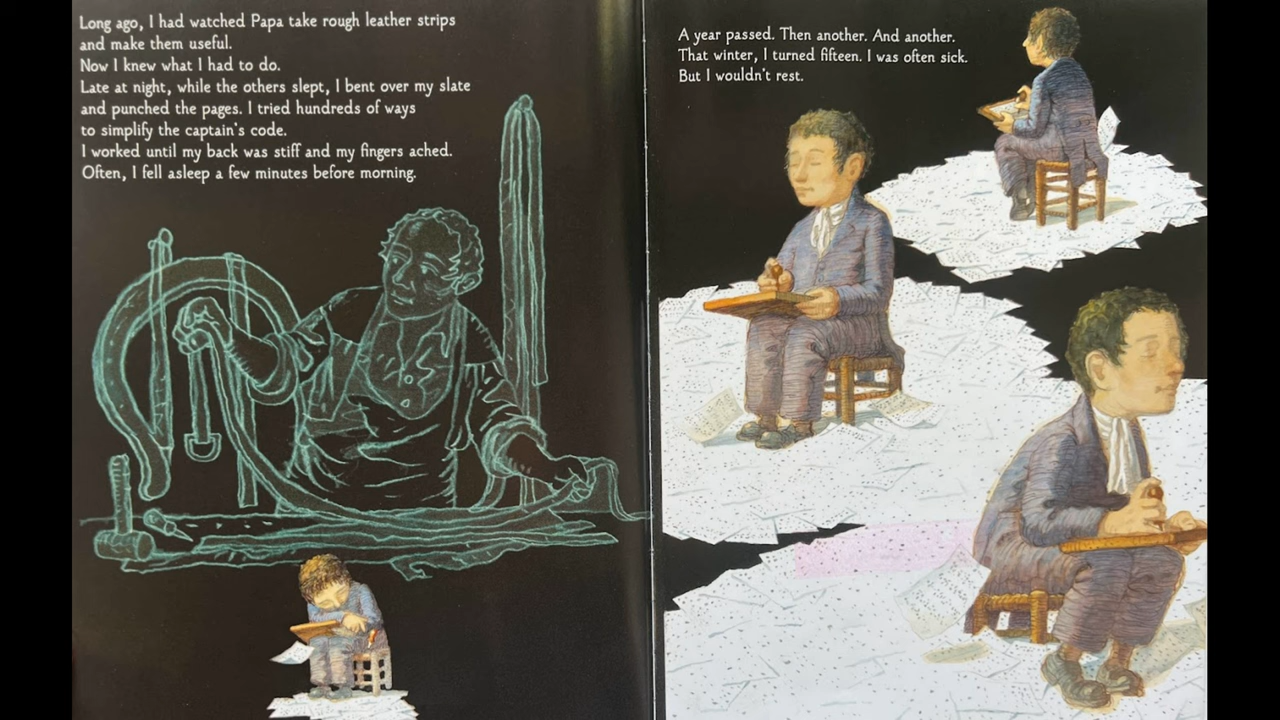 Long ago, I had watched Papa take rough leather strips
and make them useful.
Now I knew what I had to do.
Late at night, while the others slept, I bent over my slate
and punched the pages. I tried hundreds of ways
to simplify the captain's code.
I worked until my back was stiff and my fingers ached.
Often, I fell asleep a few minutes before morning.
A year passed. Then another. And another.
That winter, I turned fifteen. I was often sick.
But I wouldn't rest.